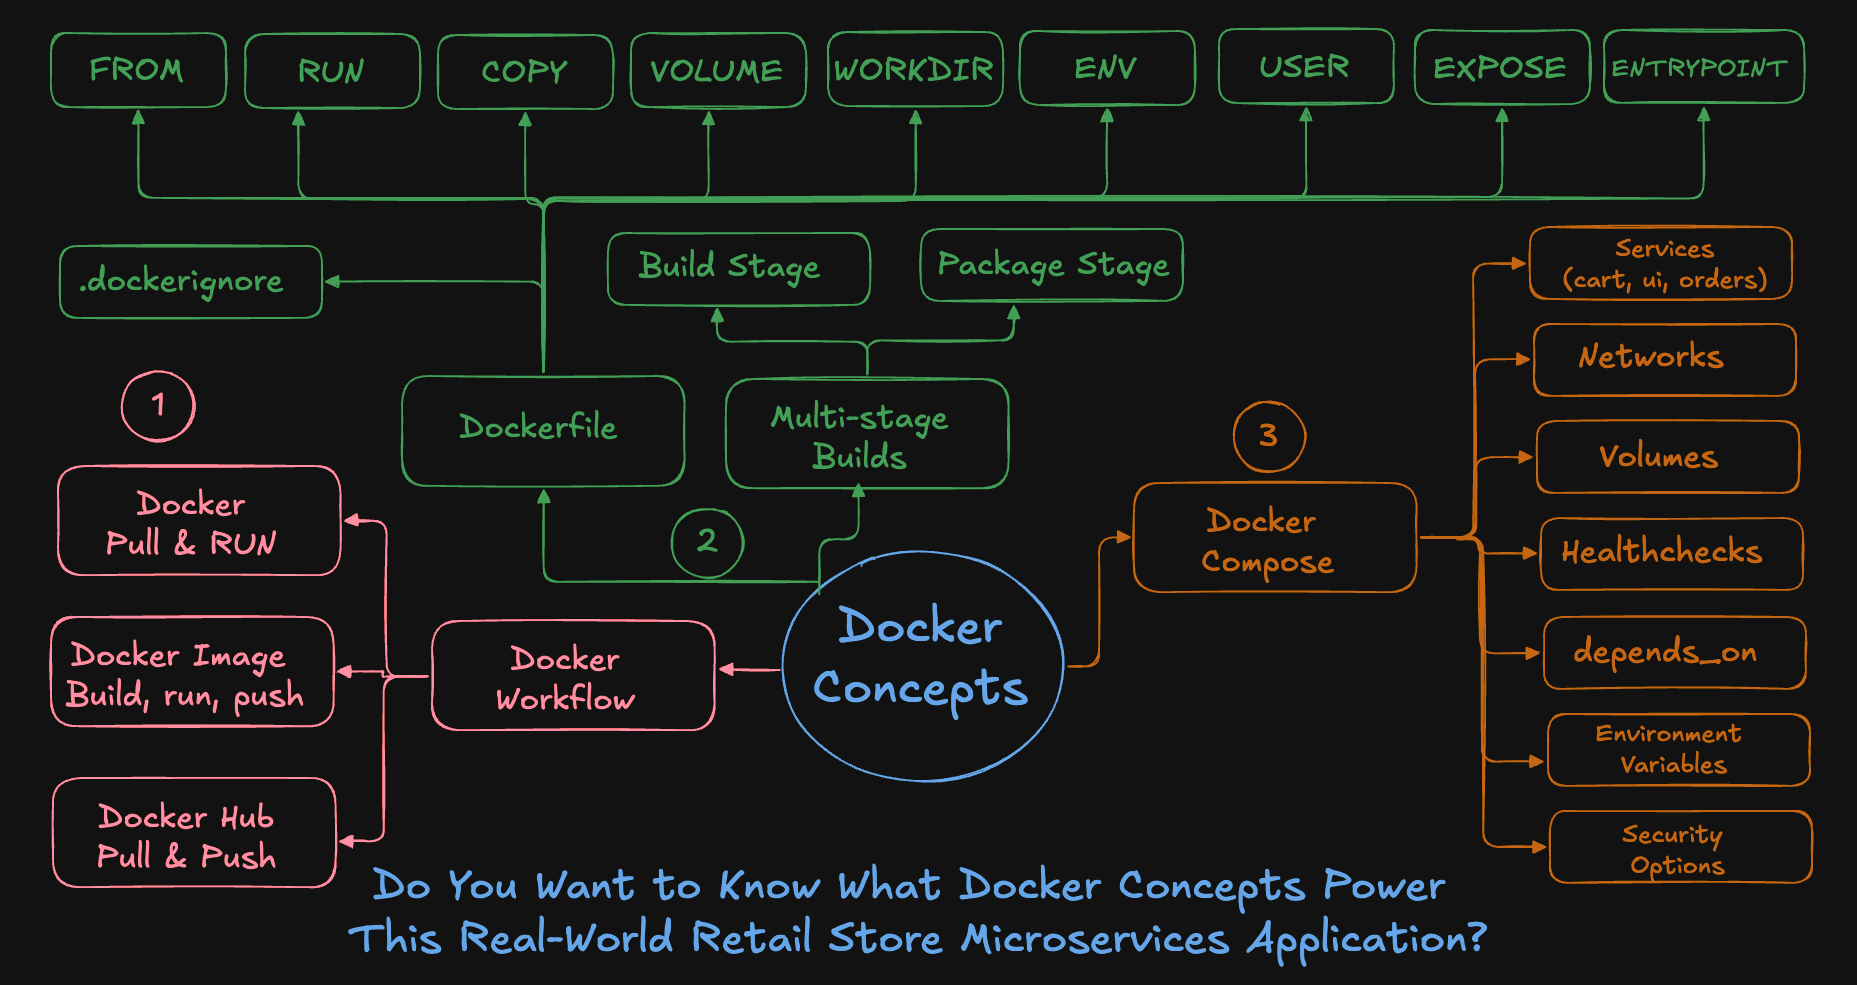 FROM
RUN
COPY
VOLUME
WORKDIR
ENV
USER
EXPOSE
ENTRYPOINT
.dockerignore
Build Stage
Package Stage
Services
(cart, ui, orders)
Networks
1
Dockerfile
Multi-stage
Builds
3
Volumes
Docker
Pull & RUN
2
Docker
Compose
Healthchecks
Docker
Concepts
Docker Image
Build, run, push
Docker
Workflow
depends_on
Environment
Variables
Docker Hub
Pull & Push
Security
Options
Do You Want to Know What Docker Concepts Power
This Real-World Retail Store Microservices Application?